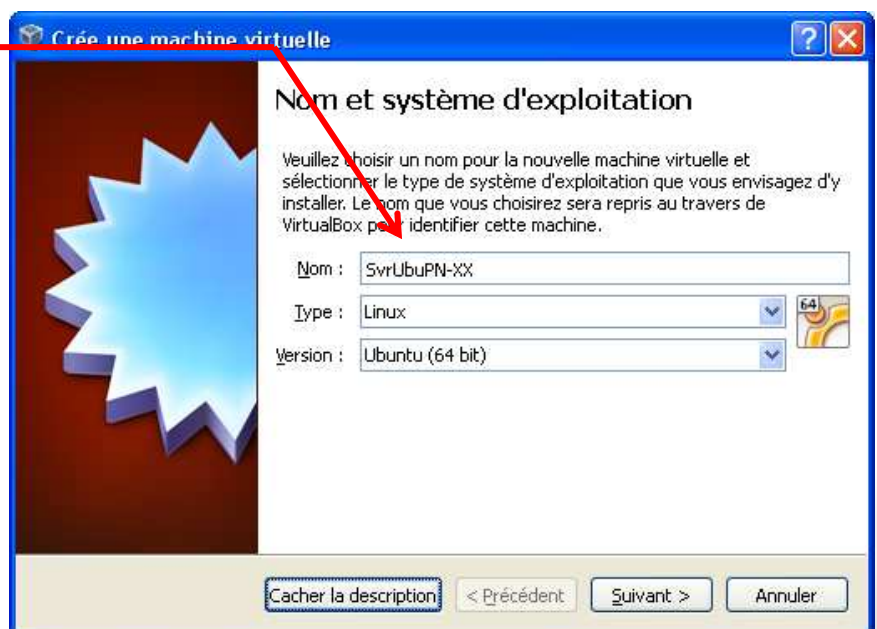 Crée une machine virtuelle
Nom et système d'exploitation
Veuillez choisir un nom pour la nouvelle machine virtuelle et
sélectionner le type de système d'exploitation que vous envisagez d'y
installer. Le nom que vous choisirez sera repris au travers de
VirtualBox pour identifier cette machine.
Nom : SvrUbuPN-XX
Type : Linux
64
Version : Ubuntu (64 bit)
Cacher la description < Précédent Suivant > Annuler